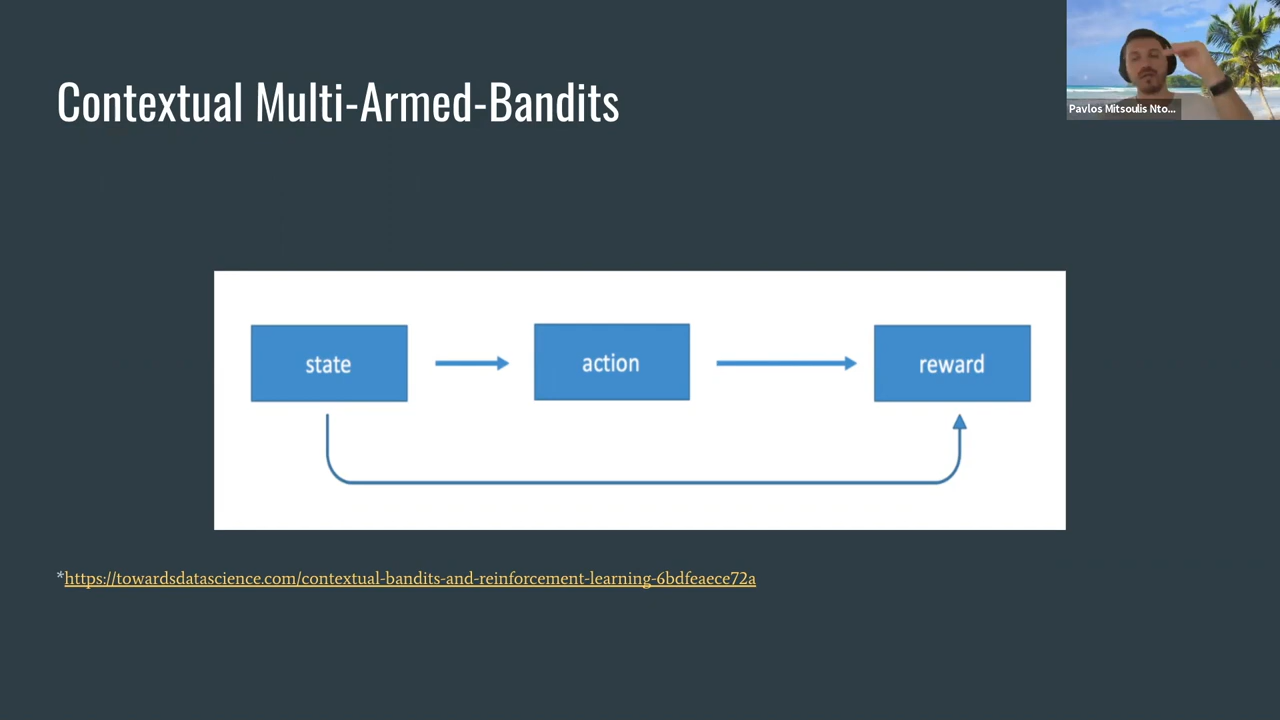 Contextual Multi-Armed-Bandits
Pavlos Mitsoulis Nto...
state
action
reward
*https://towardsdatascience.com/contextual-bandits-and-reinforcement-learning-6bdfeaece72a